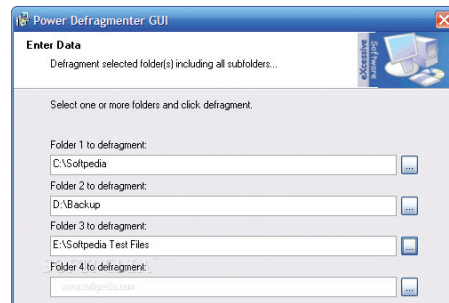 Power Defragmenter GUI
Enter Data
Defragment selected folder(s) including all subfolders...
eXcessive
Software
Select one or more folders and click defragment.
Folder 1 to defragment:
C:\Softpedia
...
Folder 2 to defragment:
D:\Backup
...
Folder 3 to defragment:
E:\Softpedia Test Files
...
SOFTPEDIA
Folder 4 to defragment:
www.softpedia.com
...